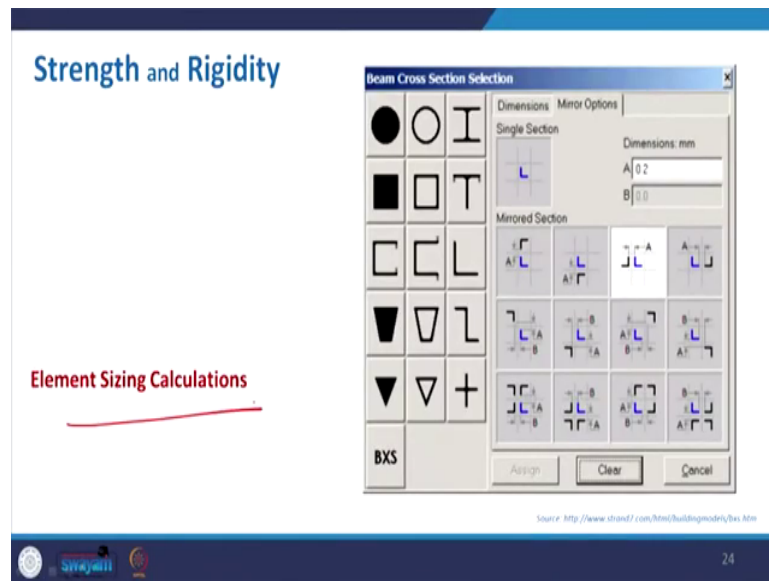 Strength and Rigidity
Element Sizing Calculations
Beam Cross Section Selection
x
Dimensions Mirror Options
Single Section
Dimensions: mm
A 0.2
B 0.0
Mirrored Section
A
A
A
A
A
B
B
A
A
B
B
A
A
B
B
A
A
B
B
A
BXS
Assign Clear Cancel
Source: http://www.strand7.com/html/buildingmodels/bxs.htm
swayam
24